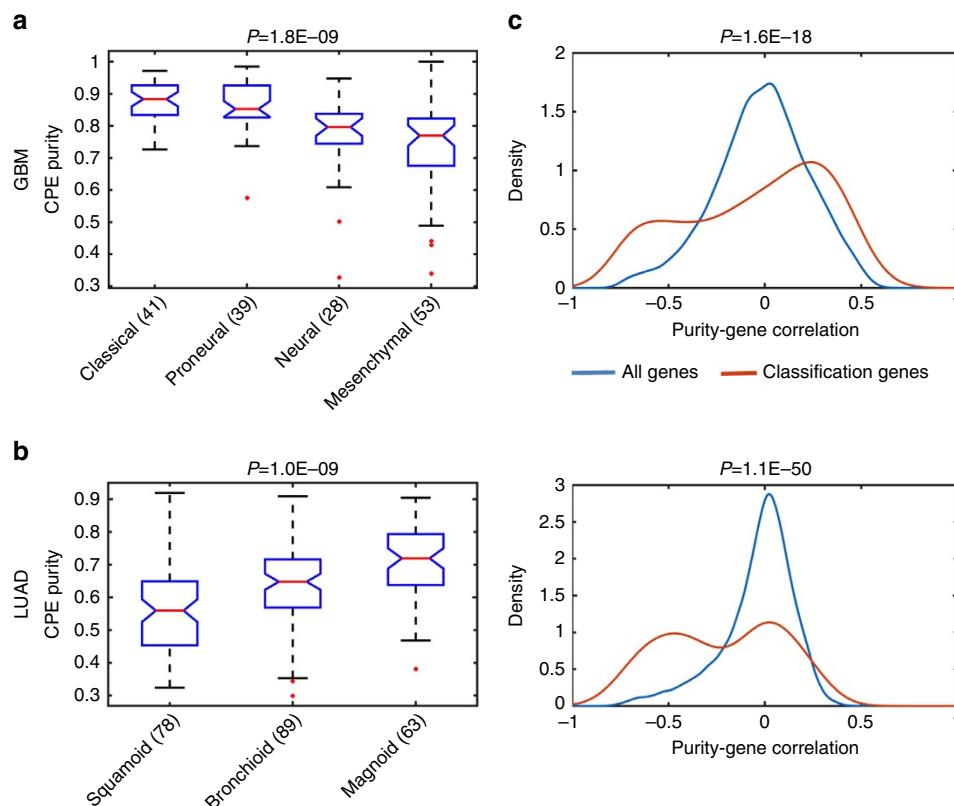 a
P=1.8E–09
1
0.9
0.8
0.7
0.6
0.5
0.4
0.3
GBM
CPE purity
Classical (41)
Proneural (39)
Neural (28)
Mesenchymal (53)
c
P=1.6E–18
2
1.5
1
0.5
0
Density
–1
–0.5
0
0.5
Purity-gene correlation
All genes
Classification genes
b
P=1.0E–09
0.9
0.8
0.7
0.6
0.5
0.4
0.3
LUAD
CPE purity
Squamoid (78)
Bronchioid (89)
Magnoid (63)
P=1.1E–50
3
2.5
2
1.5
1
0.5
0
Density
–1
–0.5
0
0.5
Purity-gene correlation